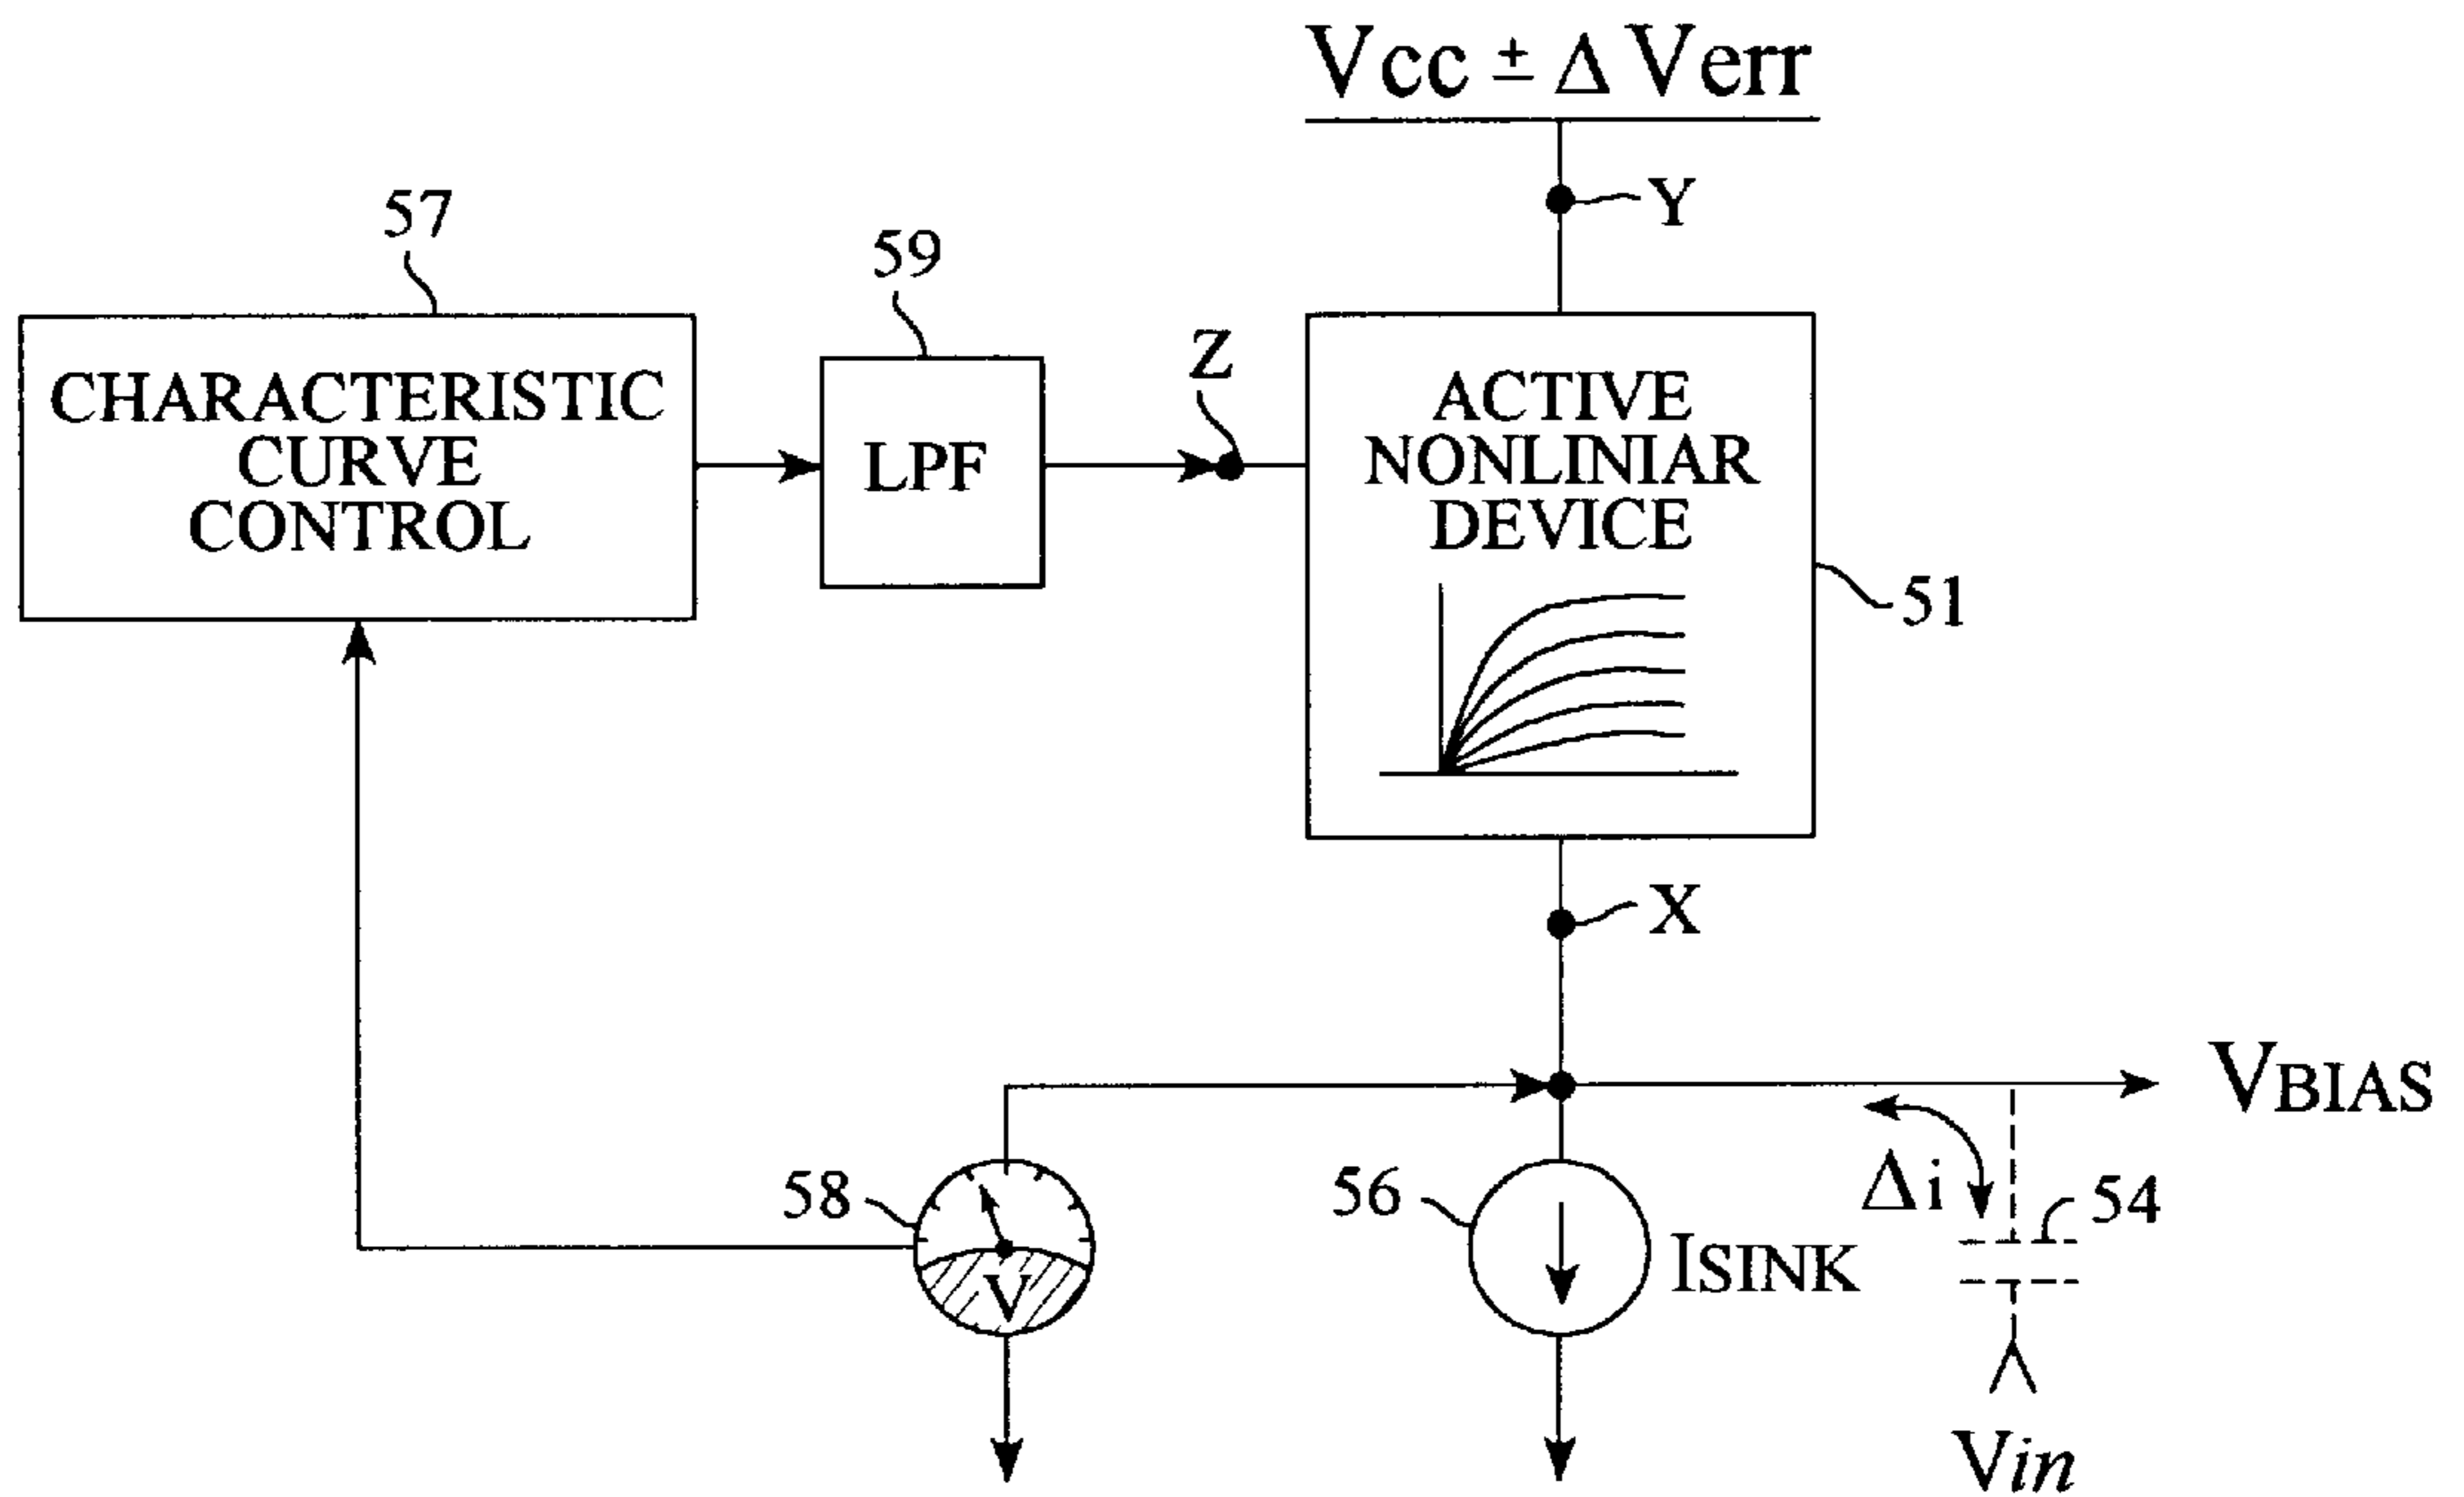 Vcc ± Δ Verr
Y
57
59
Z
CHARACTERISTIC
CURVE
CONTROL
LPF
ACTIVE
NONLINIAR
DEVICE
51
X
VBIAS
58
V
56
ISINK
Δi
54
Vin